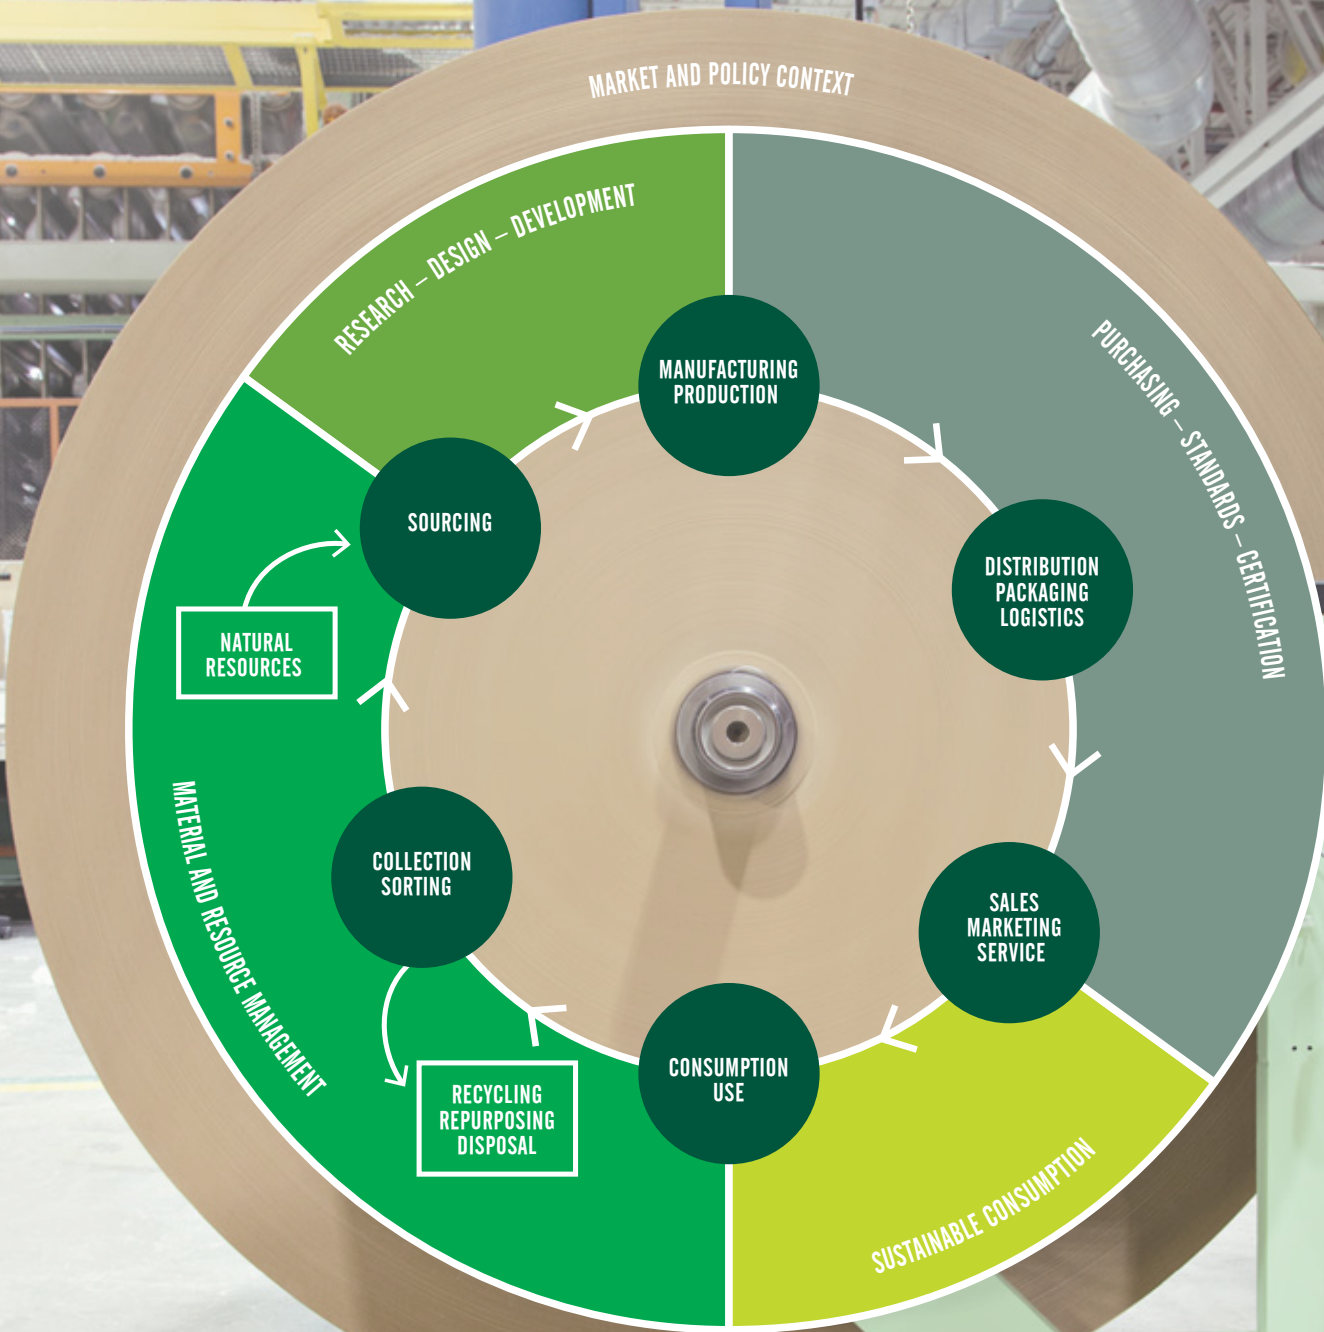 MARKET AND POLICY CONTEXT
RESEARCH – DESIGN – DEVELOPMENT
PURCHASING – STANDARDS – CERTIFICATION
MANUFACTURING
PRODUCTION
SOURCING
DISTRIBUTION
PACKAGING
LOGISTICS
NATURAL
RESOURCES
MATERIAL AND RESOURCE MANAGEMENT
COLLECTION
SORTING
SALES
MARKETING
SERVICE
CONSUMPTION
USE
RECYCLING
REPURPOSING
DISPOSAL
SUSTAINABLE CONSUMPTION